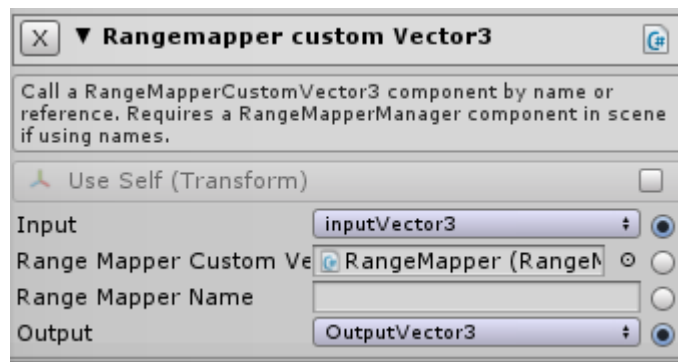 X ▼ Rangemapper custom Vector3
Call a RangeMapperCustomVector3 component by name or
reference. Requires a RangeMapperManager component in scene
if using names.
Use Self (Transform)
Input inputVector3
Range Mapper Custom Ve RangeMapper (RangeM
Range Mapper Name
Output OutputVector3